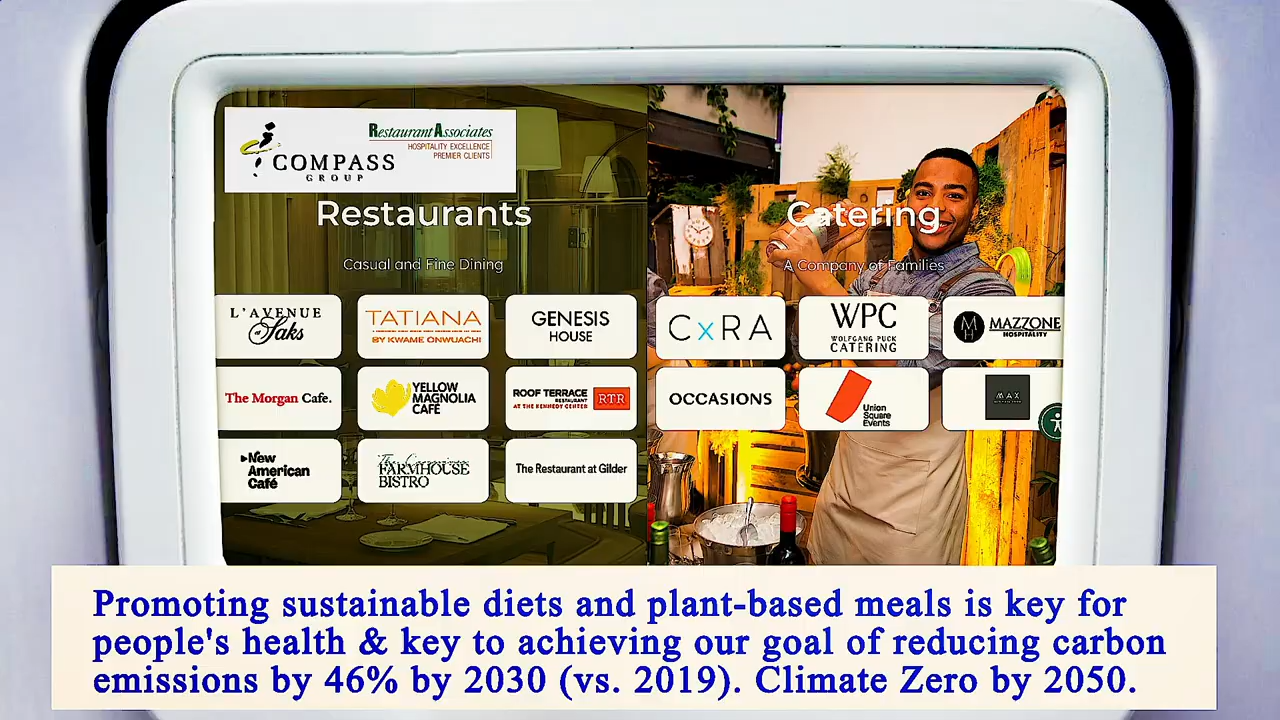 COMPASS
GROUP
Restaurant Associates
HOSPITALITY EXCELLENCE
PREMIER CLIENTS
Restaurants
Casual and Fine Dining
L'AVENUE
Saks
TATIANA
BY KWAME ONWUACHI
GENESIS
HOUSE
The Morgan Cafe.
YELLOW
MAGNOLIA
CAFÉ
ROOF TERRACE
RESTAURANT
AT THE KENNEDY CENTER
RTR
New
American
Café
FARMHOUSE
BISTRO
The Restaurant at Gilder
Catering
A Company of Families
CxRA
WPC
WOLFGANG PUCK
CATERING
MH
MAZZONE
HOSPITALITY
OCCASIONS
Union
Square
Events
MAX
Promoting sustainable diets and plant-based meals is key for
people's health & key to achieving our goal of reducing carbon
emissions by 46% by 2030 (vs. 2019). Climate Zero by 2050.